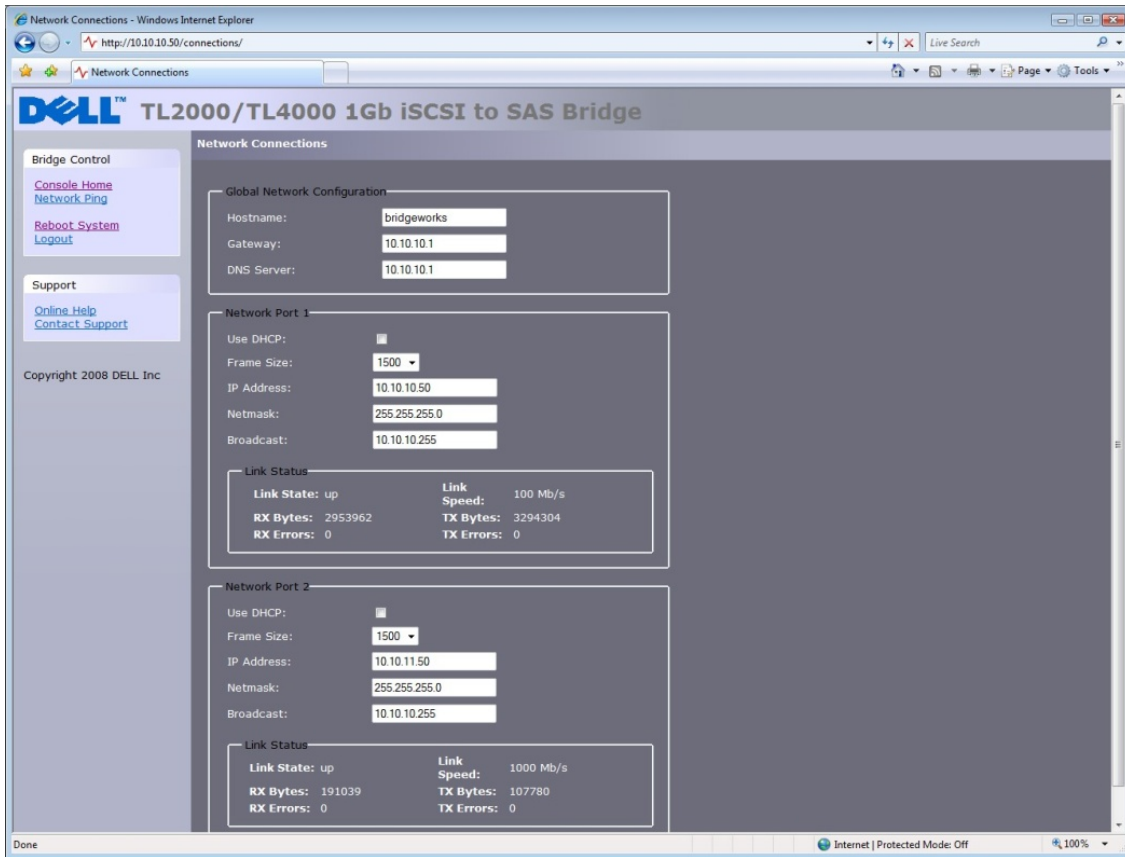 Network Connections - Windows Internet Explorer
http://10.10.10.50/connections/
Live Search
Network Connections
Page
Tools
DELL™ TL2000/TL4000 1Gb iSCSI to SAS Bridge
Network Connections
Bridge Control
Console Home
Network Ping
Reboot System
Logout
Support
Online Help
Contact Support
Copyright 2008 DELL Inc
Global Network Configuration
Hostname: bridgeworks
Gateway: 10.10.10.1
DNS Server: 10.10.10.1
Network Port 1
Use DHCP:
Frame Size: 1500
IP Address: 10.10.10.50
Netmask: 255.255.255.0
Broadcast: 10.10.10.255
Link Status
Link State: up Link Speed: 100 Mb/s
RX Bytes: 2953962 TX Bytes: 3294304
RX Errors: 0 TX Errors: 0
Network Port 2
Use DHCP:
Frame Size: 1500
IP Address: 10.10.11.50
Netmask: 255.255.255.0
Broadcast: 10.10.10.255
Link Status
Link State: up Link Speed: 1000 Mb/s
RX Bytes: 191039 TX Bytes: 107780
RX Errors: 0 TX Errors: 0
Done
Internet | Protected Mode: Off
100%